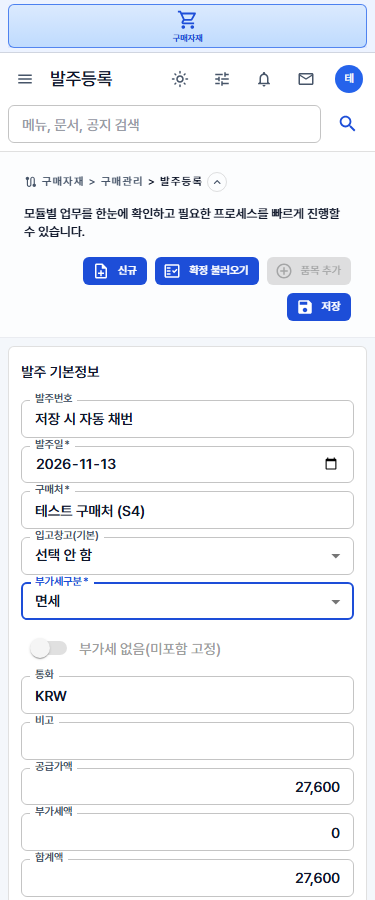 구매자재
발주등록
테
메뉴, 문서, 공지 검색
구매자재 > 구매관리 > 발주등록
모듈별 업무를 한눈에 확인하고 필요한 프로세스를 빠르게 진행할
수 있습니다.
신규
확정 불러오기
품목 추가
저장
발주 기본정보
발주번호
저장 시 자동 채번
발주일*
2026-11-13
구매처*
테스트 구매처 (S4)
입고창고(기본)
선택 안 함
부가세구분*
면세
부가세 없음(미포함 고정)
통화
KRW
비고
공급가액
27,600
부가세액
0
합계액
27,600